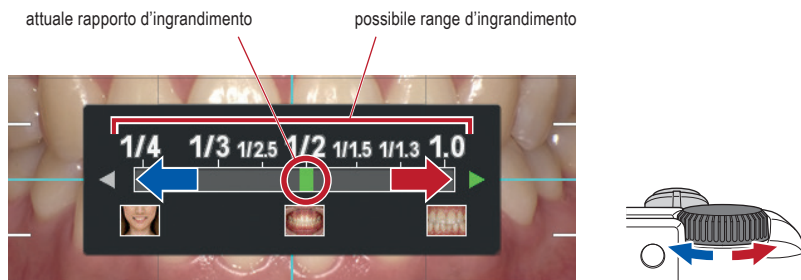 attuale rapporto d’ingrandimento possibile range d’ingrandimento
1/4 1/3 1/2.5 1/2 1/1.5 1/1.3 1.0